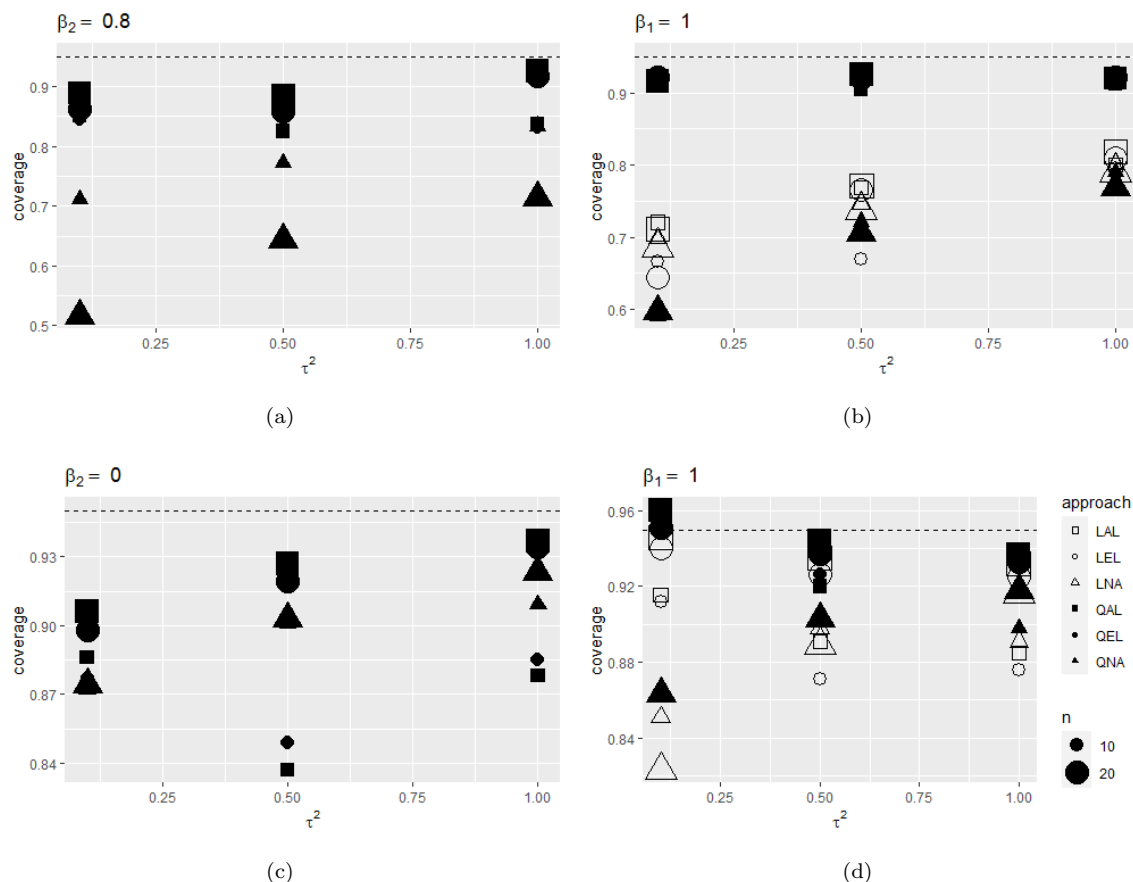 β₂ = 0.8
coverage
0.9
0.8
0.7
0.6
0.5
0.25 0.50 0.75 1.00
τ²
(a)
β₁ = 1
coverage
0.9
0.8
0.7
0.6
0.25 0.50 0.75 1.00
τ²
(b)
β₂ = 0
coverage
0.93
0.90
0.87
0.84
0.25 0.50 0.75 1.00
τ²
(c)
β₁ = 1
coverage
0.96
0.92
0.88
0.84
0.25 0.50 0.75 1.00
τ²
(d)
approach
LAL
LEL
LNA
QAL
QEL
QNA
n
10
20